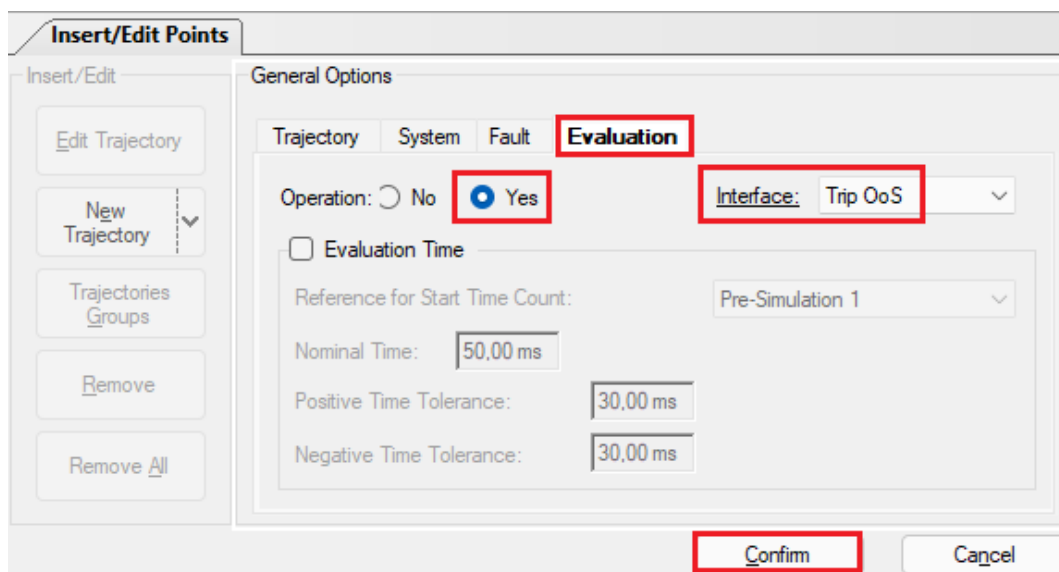 Insert/Edit Points
Insert/Edit
Edit Trajectory
New
Trajectory
Trajectories
Groups
Remove
Remove All
General Options
Trajectory System Fault Evaluation
Operation: No Yes Interface: Trip OoS
Evaluation Time
Reference for Start Time Count: Pre-Simulation 1
Nominal Time: 50,00 ms
Positive Time Tolerance: 30,00 ms
Negative Time Tolerance: 30,00 ms
Confirm Cancel